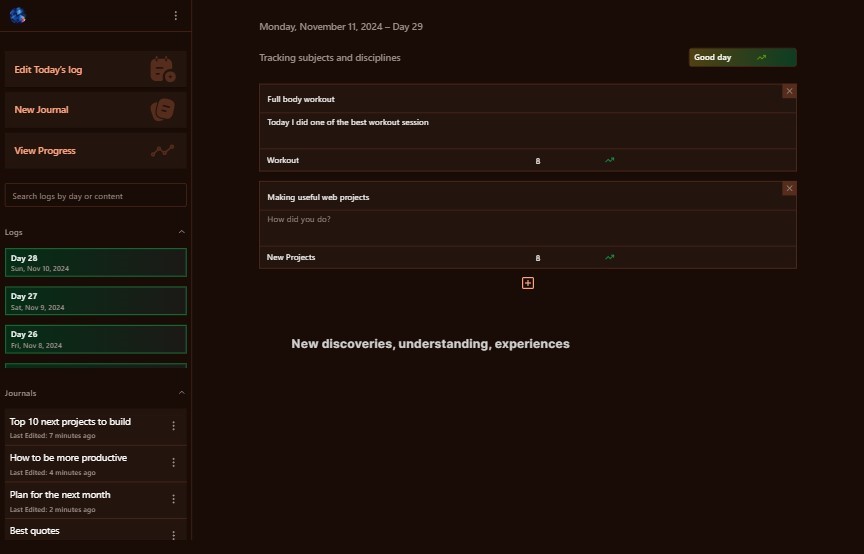 Edit Today's log
New Journal
View Progress
Search logs by day or content
Logs
Day 28
Sun, Nov 10, 2024
Day 27
Sat, Nov 9, 2024
Day 26
Fri, Nov 8, 2024
Journals
Top 10 next projects to build
Last Edited: 7 minutes ago
How to be more productive
Last Edited: 4 minutes ago
Plan for the next month
Last Edited: 2 minutes ago
Best quotes
Monday, November 11, 2024 – Day 29
Tracking subjects and disciplines
Good day
Full body workout
Today I did one of the best workout session
Workout 8
Making useful web projects
How did you do?
New Projects 8
New discoveries, understanding, experiences